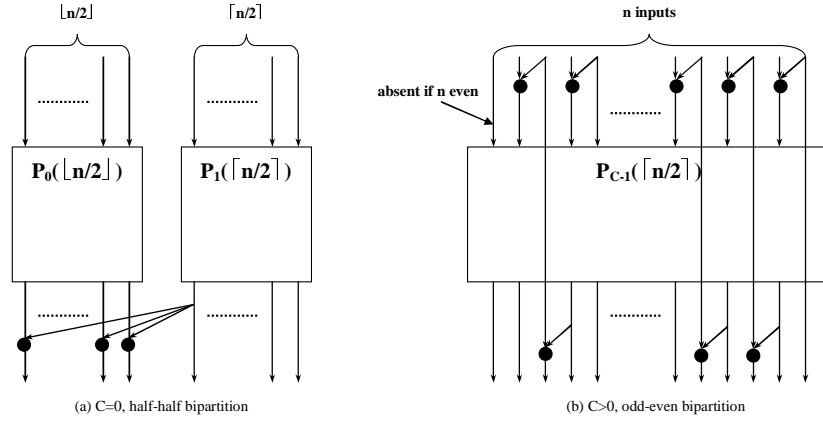 ⌊n/2⌋
⌈n/2⌉
n inputs
absent if n even
P₀(⌊n/2⌋)
P₁(⌈n/2⌉)
P_{C-1}(⌈n/2⌉)
(a) C=0, half-half bipartition
(b) C>0, odd-even bipartition